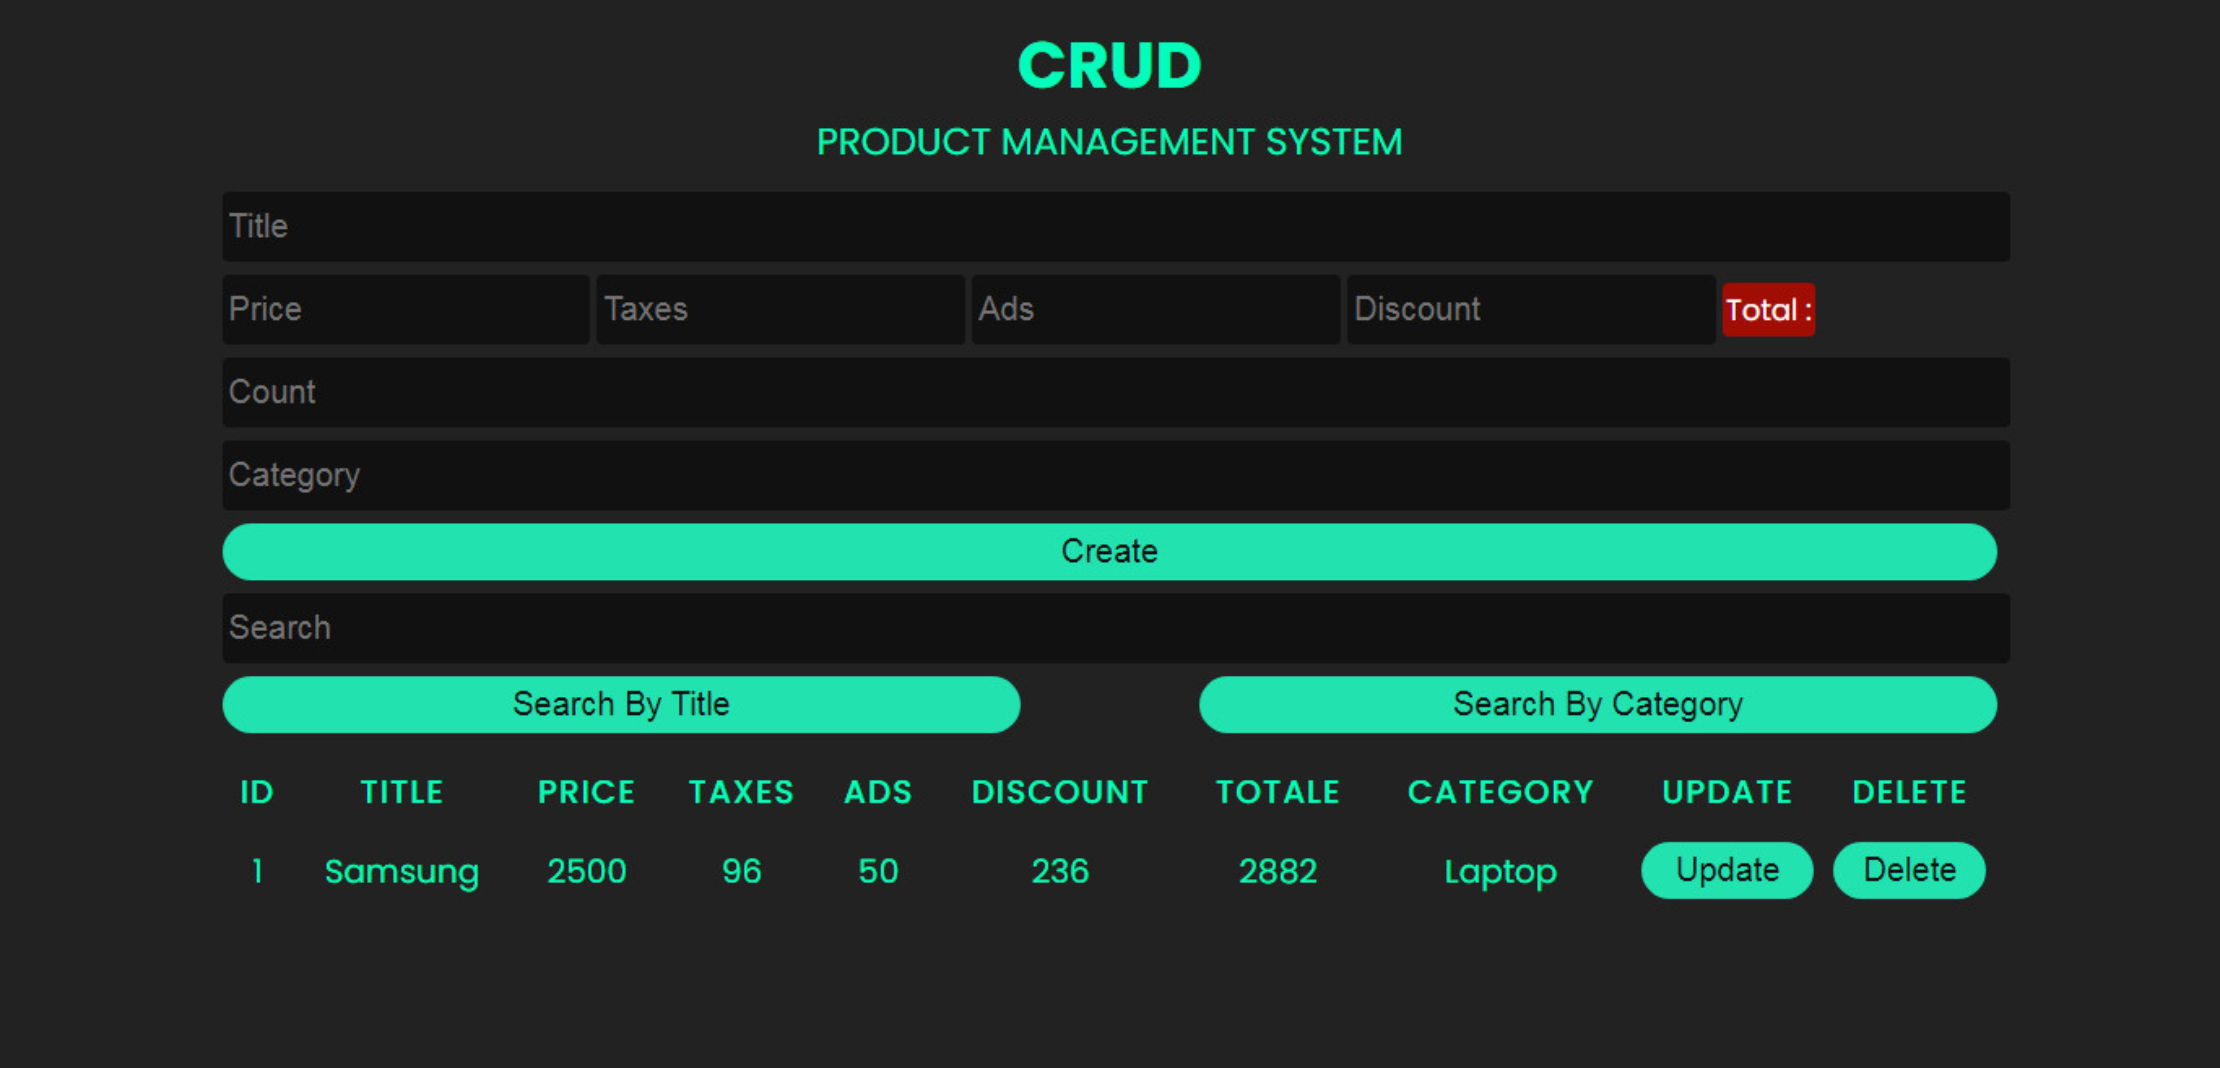 CRUD
PRODUCT MANAGEMENT SYSTEM
Title
Price Taxes Ads Discount Total :
Count
Category
Create
Search
Search By Title Search By Category
ID TITLE PRICE TAXES ADS DISCOUNT TOTALE CATEGORY UPDATE DELETE
1 Samsung 2500 96 50 236 2882 Laptop Update Delete